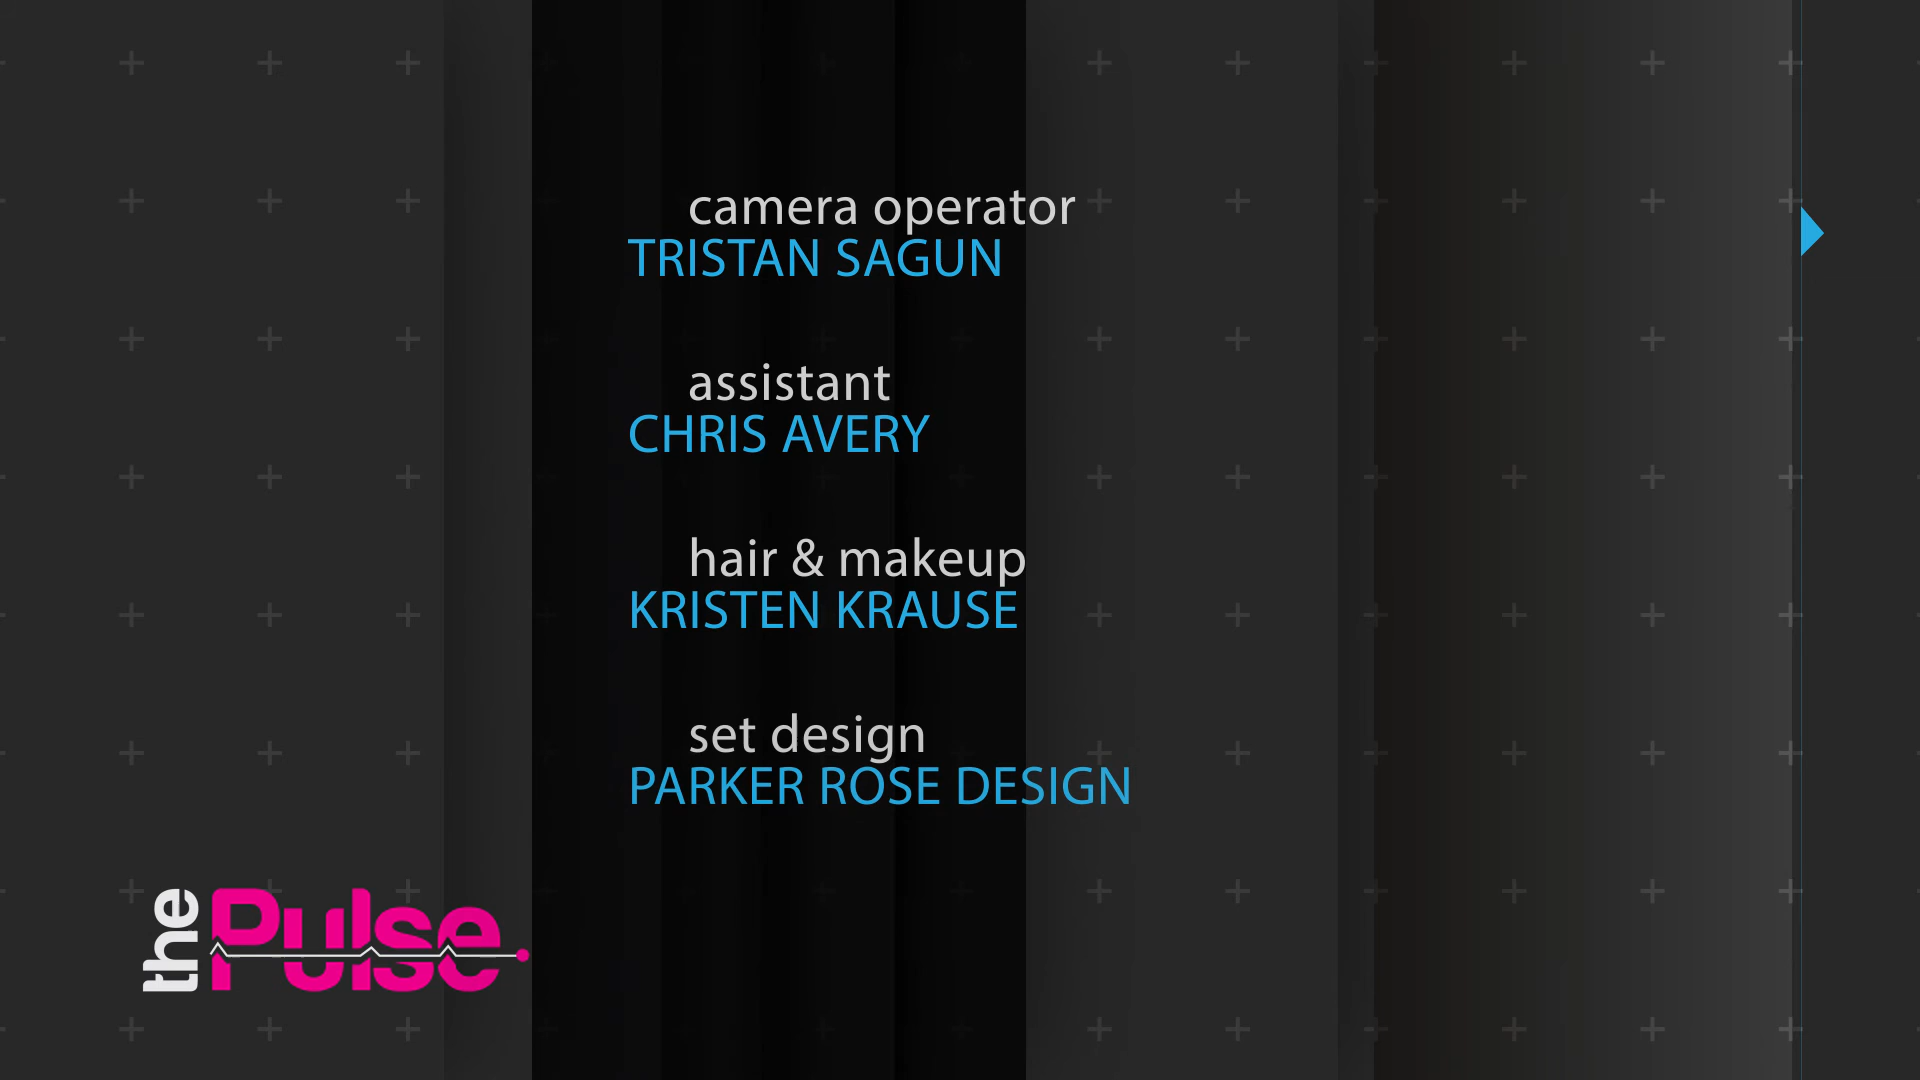 camera operator
TRISTAN SAGUN
assistant
CHRIS AVERY
hair & makeup
KRISTEN KRAUSE
set design
PARKER ROSE DESIGN
the Pulse